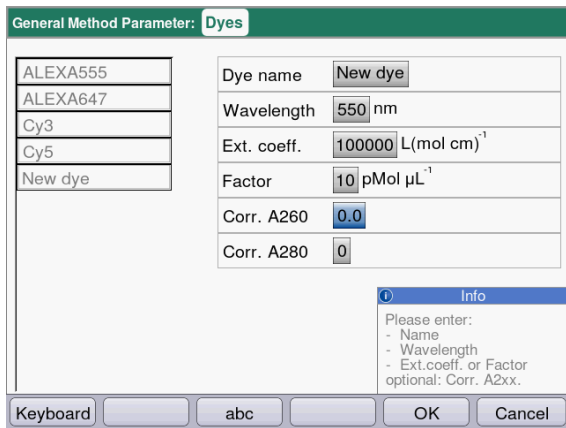 General Method Parameter: Dyes
ALEXA555
ALEXA647
Cy3
Cy5
New dye
Dye name New dye
Wavelength 550 nm
Ext. coeff. 100000 L(mol cm)⁻¹
Factor 10 pMol µL⁻¹
Corr. A260 0.0
Corr. A280 0
Info
Please enter:
- Name
- Wavelength
- Ext.coeff. or Factor
optional: Corr. A2xx.
Keyboard abc OK Cancel